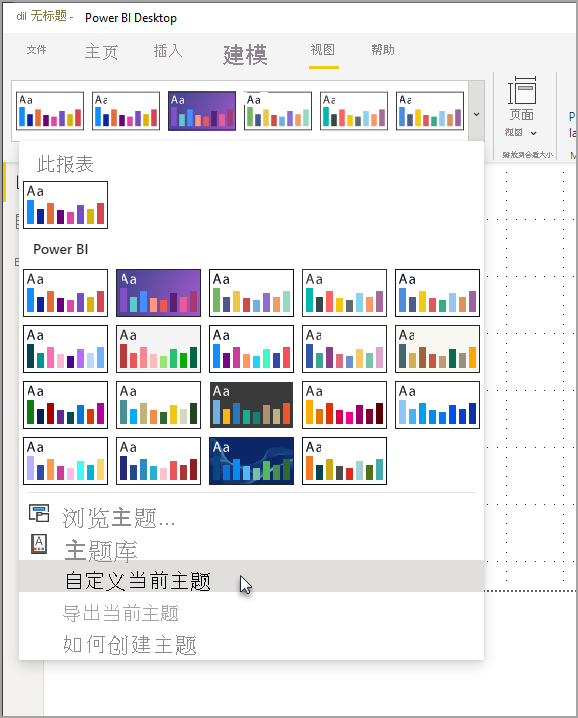 dil 无标题 - Power BI Desktop
文件 主页 插入 建模 视图 帮助
Aa Aa Aa Aa Aa Aa
页面
视图
此报表
Aa
Power BI
Aa Aa Aa Aa Aa
Aa Aa Aa Aa Aa
Aa Aa Aa Aa Aa
Aa Aa Aa Aa
浏览主题...
主题库
自定义当前主题
导出当前主题
如何创建主题